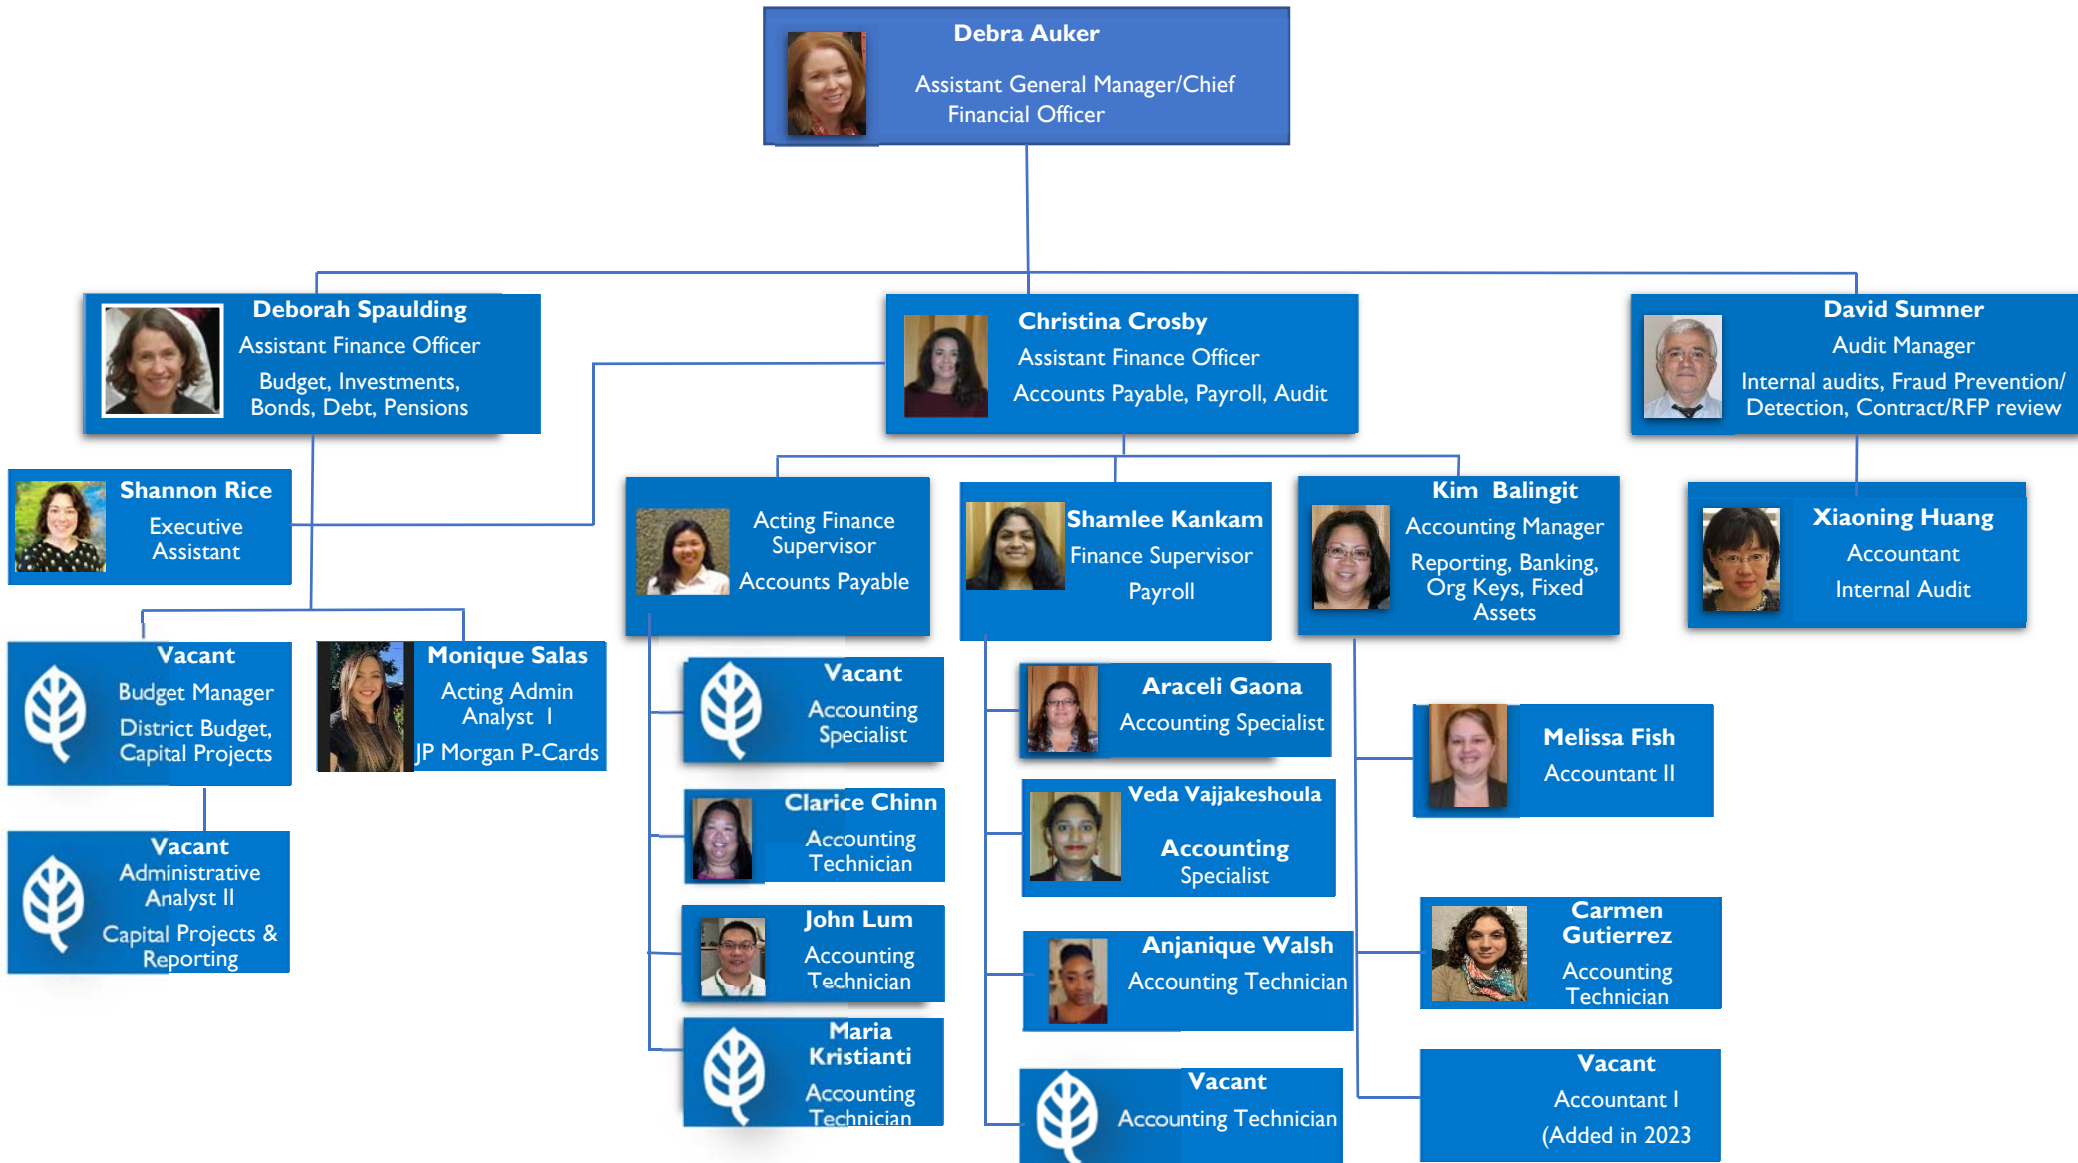 Debra Auker
Assistant General Manager/Chief
Financial Officer
Deborah Spaulding
Assistant Finance Officer
Budget, Investments,
Bonds, Debt, Pensions
Christina Crosby
Assistant Finance Officer
Accounts Payable, Payroll, Audit
David Sumner
Audit Manager
Internal audits, Fraud Prevention/
Detection, Contract/RFP review
Shannon Rice
Executive
Assistant
Acting Finance
Supervisor
Accounts Payable
Shamlee Kankam
Finance Supervisor
Payroll
Kim Balingit
Accounting Manager
Reporting, Banking,
Org Keys, Fixed
Assets
Xiaoning Huang
Accountant
Internal Audit
Vacant
Budget Manager
District Budget,
Capital Projects
Monique Salas
Acting Admin
Analyst I
JP Morgan P-Cards
Vacant
Administrative
Analyst II
Capital Projects &
Reporting
Vacant
Accounting
Specialist
Clarice Chinn
Accounting
Technician
John Lum
Accounting
Technician
Maria
Kristianti
Accounting
Technician
Araceli Gaona
Accounting Specialist
Veda Vajjakeshoula
Accounting
Specialist
Anjanique Walsh
Accounting Technician
Vacant
Accounting Technician
Melissa Fish
Accountant II
Carmen
Gutierrez
Accounting
Technician
Vacant
Accountant I
(Added in 2023